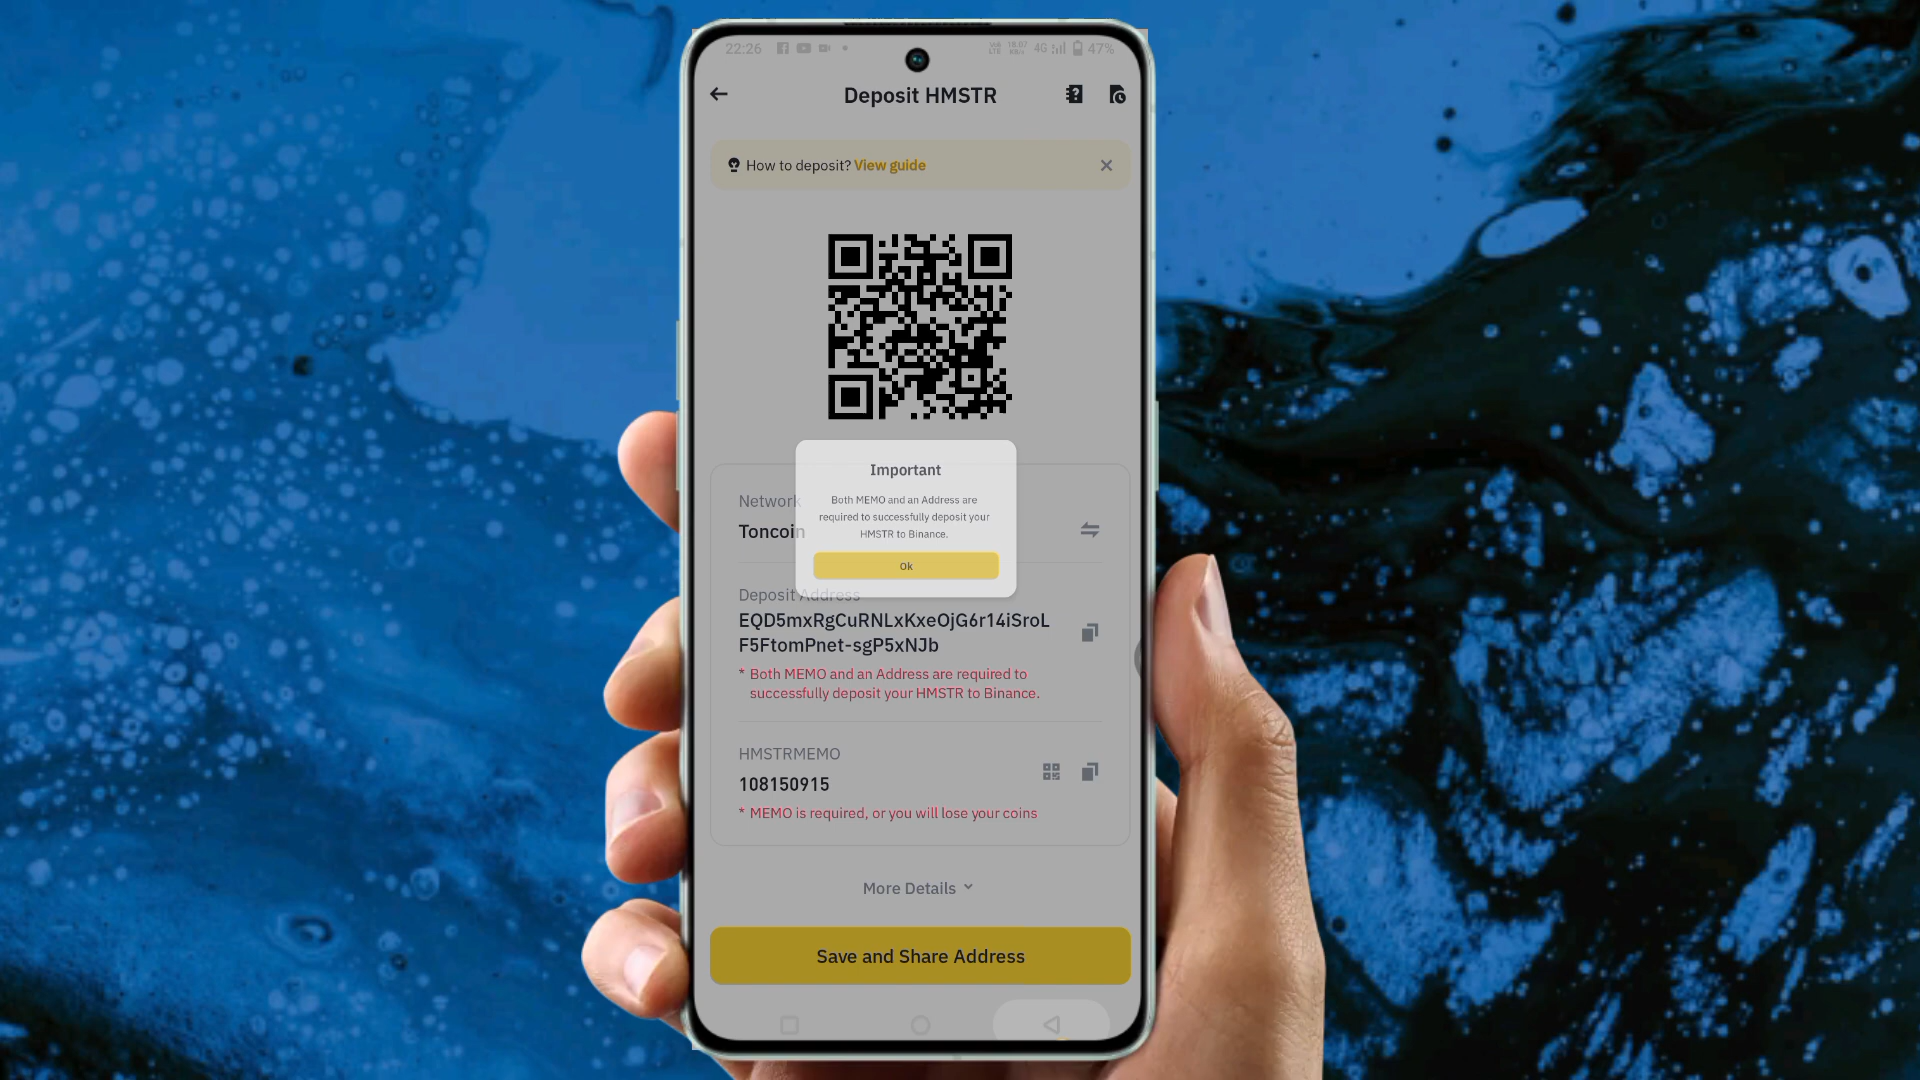 22:26
4G 47%
Deposit HMSTR
How to deposit? View guide
Important
Both MEMO and an Address are
required to successfully deposit your
HMSTR to Binance.
Ok
Network
Toncoin
Deposit Address
EQD5mxRgCuRNLxKxeOjG6r14iSroL
F5FtomPnet-sgP5xNJb
* Both MEMO and an Address are required to
successfully deposit your HMSTR to Binance.
HMSTRMEMO
108150915
* MEMO is required, or you will lose your coins
More Details
Save and Share Address